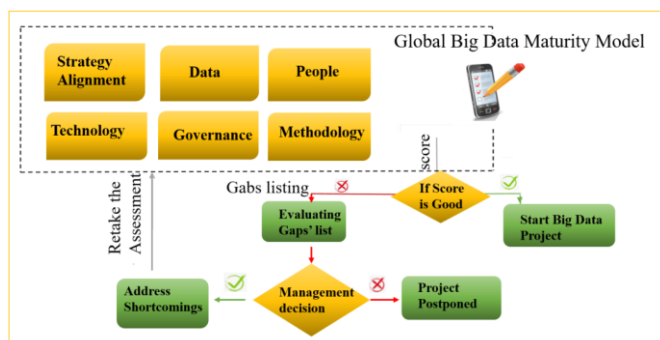 Global Big Data Maturity Model
Strategy
Alignment
Data
People
Technology
Governance
Methodology
score
Retake the
Assessment
Gabs listing
If Score
is Good
Evaluating
Gaps' list
Start Big Data
Project
Address
Shortcomings
Management
decision
Project
Postponed